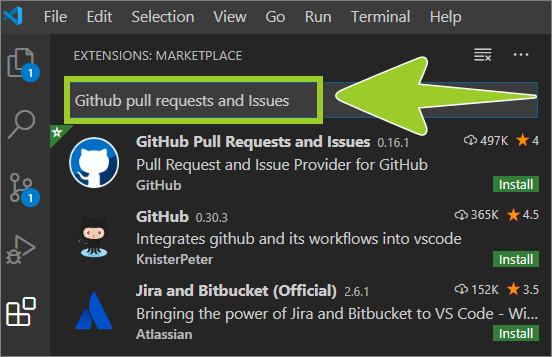 File Edit Selection View Go Run Terminal Help
EXTENSIONS: MARKETPLACE
1
Github pull requests and Issues
GitHub Pull Requests and Issues 0.16.1 497K 4
Pull Request and Issue Provider for GitHub
GitHub Install
1
GitHub 0.30.3 365K 4.5
Integrates github and its workflows into vscode
KnisterPeter Install
Jira and Bitbucket (Official) 2.6.1 152K 3.5
Bringing the power of Jira and Bitbucket to VS Code - Wi...
Atlassian Install